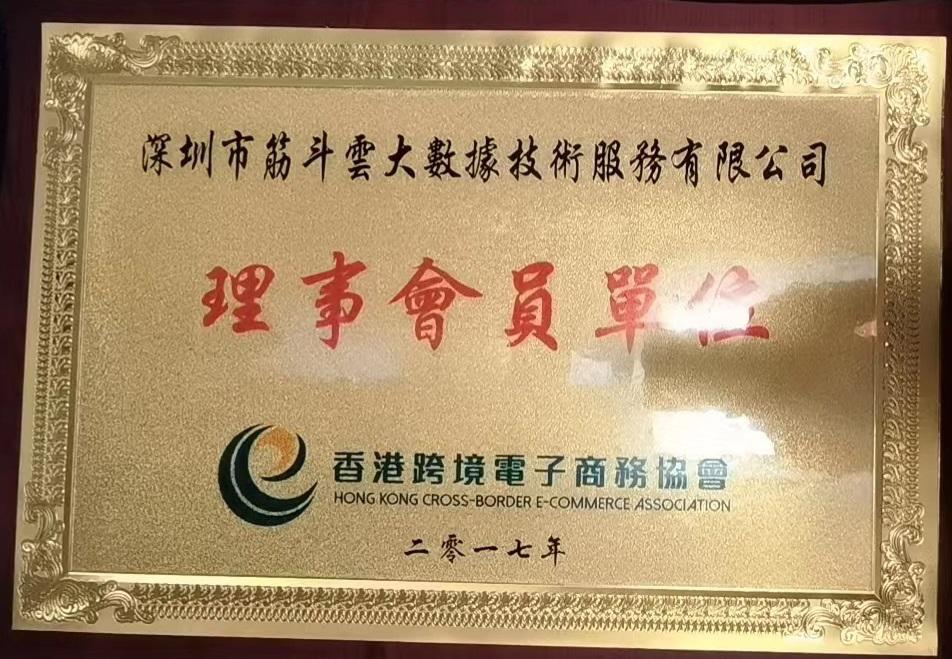 深圳市筋斗雲大數據技術服務有限公司
理事會員單位
香港跨境電子商務協會
HONG KONG CROSS-BORDER E-COMMERCE ASSOCIATION
二零一七年